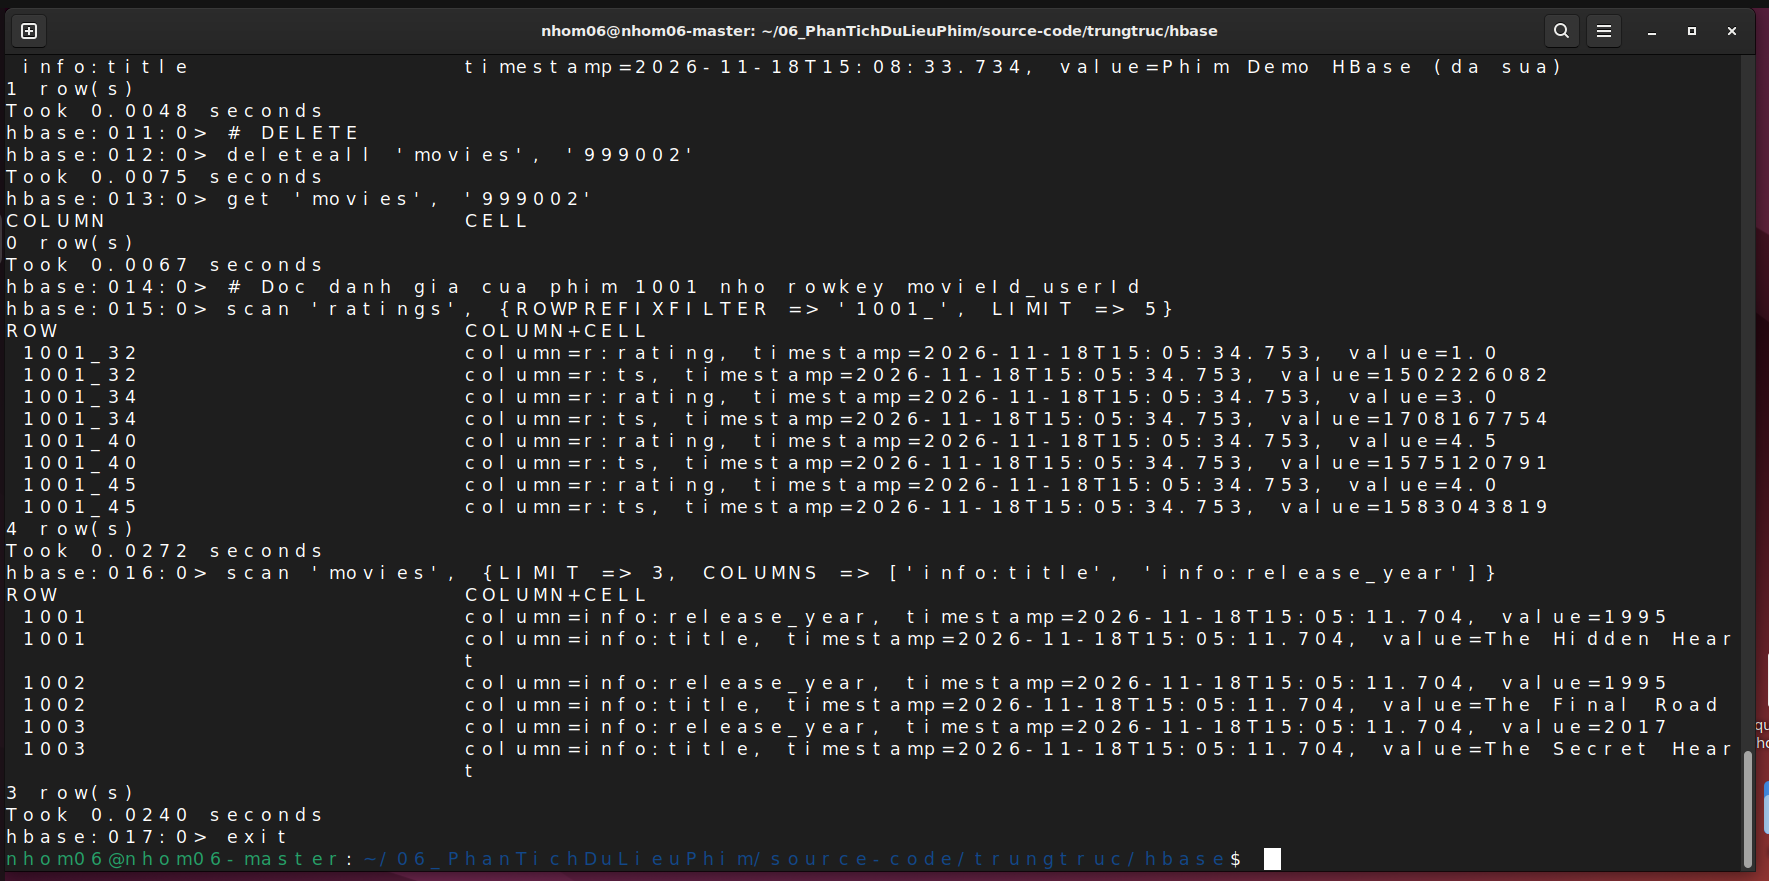 nhom06@nhom06-master: ~/06_PhanTichDuLieuPhim/source-code/trungtruc/hbase
 info:title                      timestamp=2026-11-18T15:08:33.734, value=Phim Demo HBase (da sua)
1 row(s)
Took 0.0048 seconds
hbase:011:0> # DELETE
hbase:012:0> deleteall 'movies', '999002'
Took 0.0075 seconds
hbase:013:0> get 'movies', '999002'
COLUMN                           CELL
0 row(s)
Took 0.0067 seconds
hbase:014:0> # Doc danh gia cua phim 1001 nho rowkey movieId_userId
hbase:015:0> scan 'ratings', {ROWPREFIXFILTER => '1001_', LIMIT => 5}
ROW                              COLUMN+CELL
 1001_32                         column=r:rating, timestamp=2026-11-18T15:05:34.753, value=1.0
 1001_32                         column=r:ts, timestamp=2026-11-18T15:05:34.753, value=1502226082
 1001_34                         column=r:rating, timestamp=2026-11-18T15:05:34.753, value=3.0
 1001_34                         column=r:ts, timestamp=2026-11-18T15:05:34.753, value=1708167754
 1001_40                         column=r:rating, timestamp=2026-11-18T15:05:34.753, value=4.5
 1001_40                         column=r:ts, timestamp=2026-11-18T15:05:34.753, value=1575120791
 1001_45                         column=r:rating, timestamp=2026-11-18T15:05:34.753, value=4.0
 1001_45                         column=r:ts, timestamp=2026-11-18T15:05:34.753, value=1583043819
4 row(s)
Took 0.0272 seconds
hbase:016:0> scan 'movies', {LIMIT => 3, COLUMNS => ['info:title', 'info:release_year']}
ROW                              COLUMN+CELL
 1001                            column=info:release_year, timestamp=2026-11-18T15:05:11.704, value=1995
 1001                            column=info:title, timestamp=2026-11-18T15:05:11.704, value=The Hidden Hear
                                 t
 1002                            column=info:release_year, timestamp=2026-11-18T15:05:11.704, value=1995
 1002                            column=info:title, timestamp=2026-11-18T15:05:11.704, value=The Final Road
 1003                            column=info:release_year, timestamp=2026-11-18T15:05:11.704, value=2017
 1003                            column=info:title, timestamp=2026-11-18T15:05:11.704, value=The Secret Hear
                                 t
3 row(s)
Took 0.0240 seconds
hbase:017:0> exit
nhom06@nhom06-master:~/06_PhanTichDuLieuPhim/source-code/trungtruc/hbase$